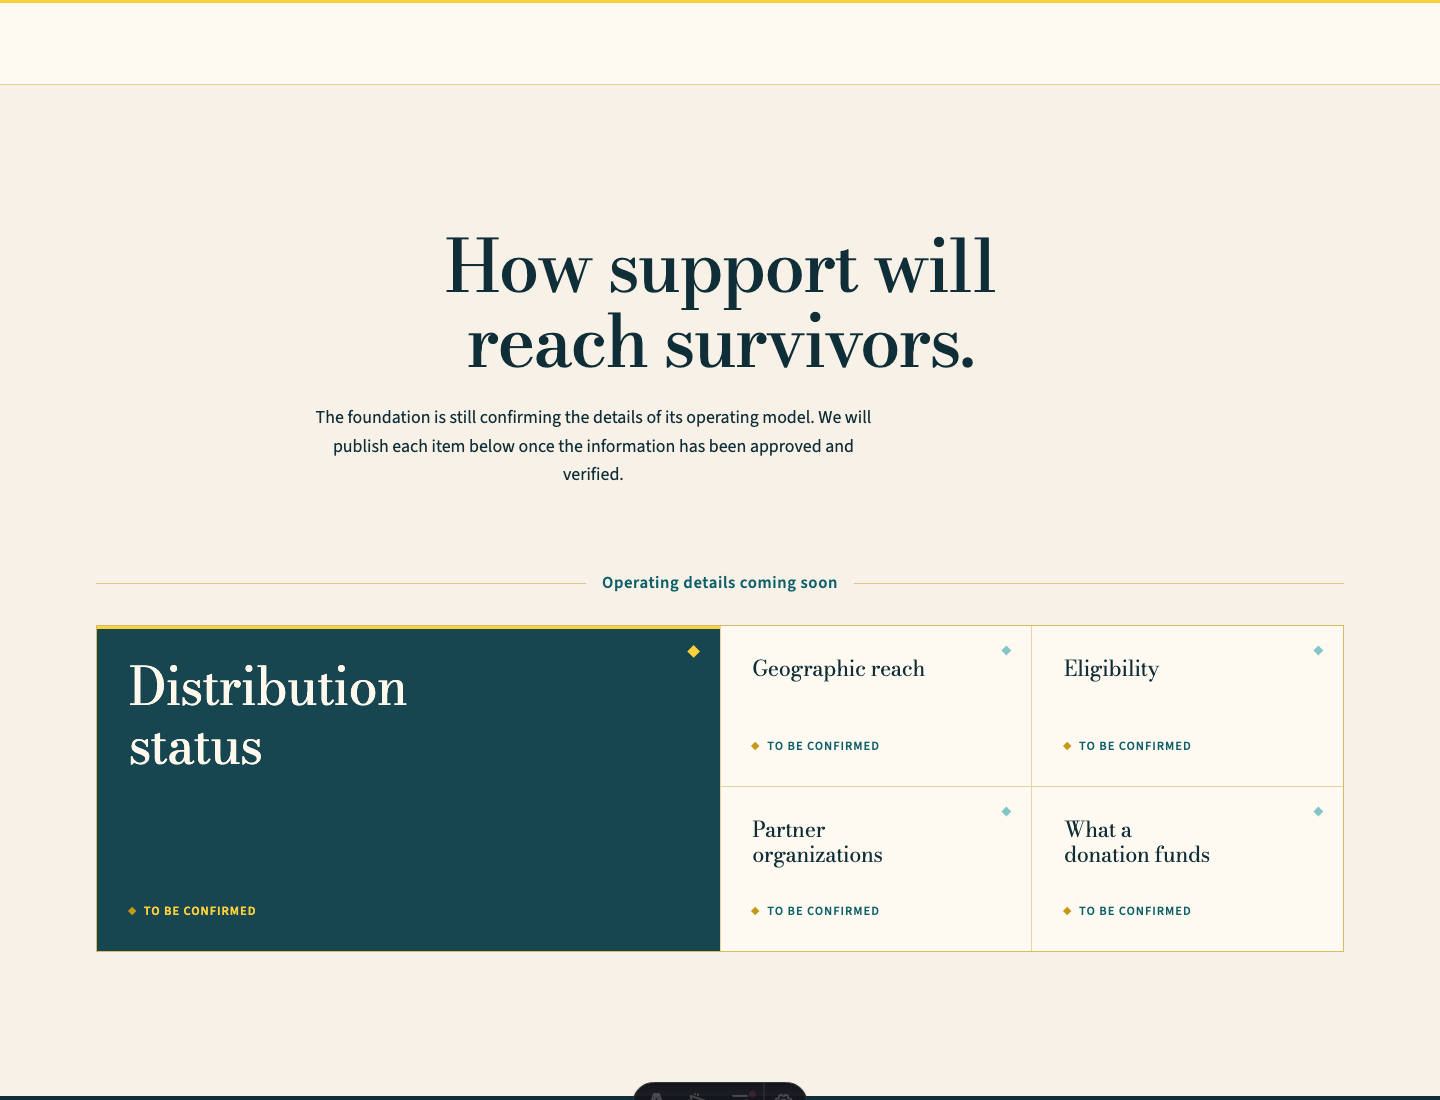 How support will
reach survivors.
The foundation is still confirming the details of its operating model. We will
publish each item below once the information has been approved and
verified.
Operating details coming soon
Distribution
status
TO BE CONFIRMED
Geographic reach
TO BE CONFIRMED
Eligibility
TO BE CONFIRMED
Partner
organizations
TO BE CONFIRMED
What a
donation funds
TO BE CONFIRMED